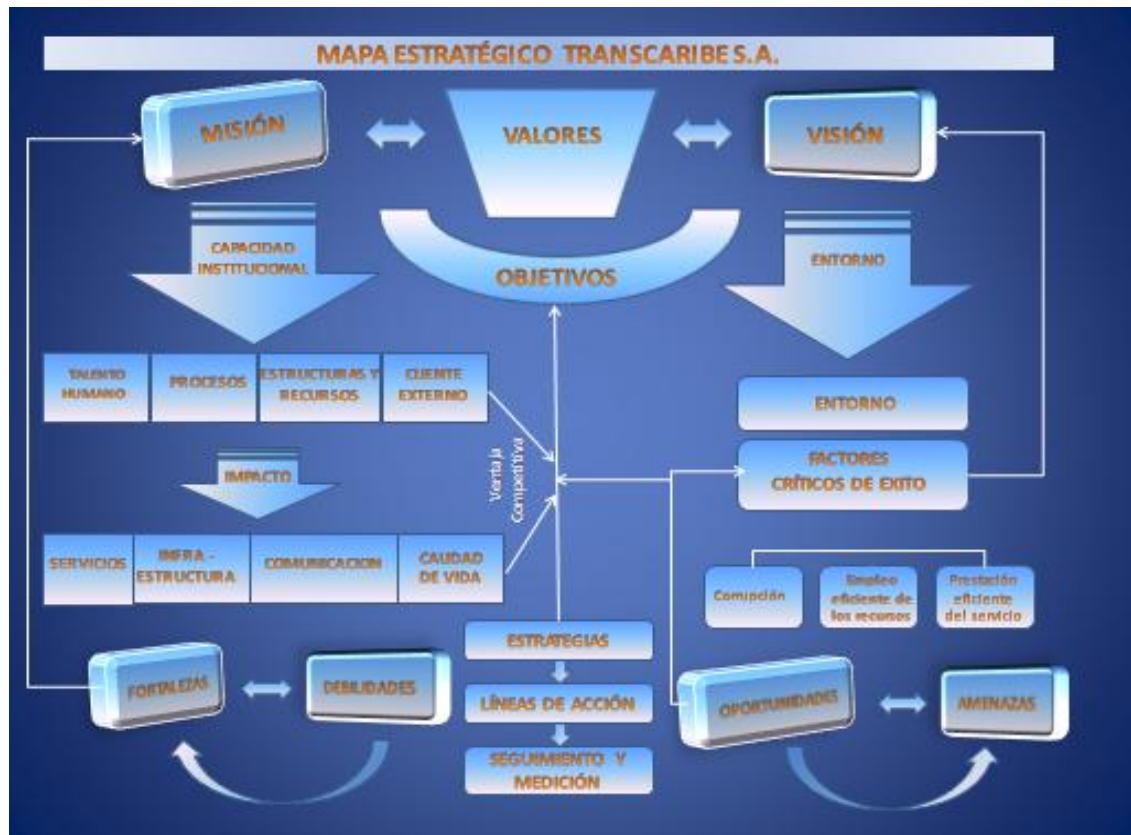 MAPA ESTRATÉGICO TRANSCARIBE S.A.
MISIÓN
VALORES
VISIÓN
CAPACIDAD
INSTITUCIONAL
OBJETIVOS
ENTORNO
TALENTO
HUMANO
PROCESOS
ESTRUCTURAS Y
RECURSOS
CLIENTE
EXTERNO
ENTORNO
Ventaja
Competitiva
FACTORES
CRÍTICOS DE EXITO
IMPACTO
SERVICIOS
INFRA -
ESTRUCTURA
COMUNICACION
CALIDAD
DE VIDA
Corrupción
Empleo
eficiente de
los recursos
Prestación
eficiente
del servicio
ESTRATEGIAS
FORTALEZAS
DEBILIDADES
LÍNEAS DE ACCIÓN
OPORTUNIDADES
AMENAZAS
SEGUIMIENTO Y
MEDICIÓN